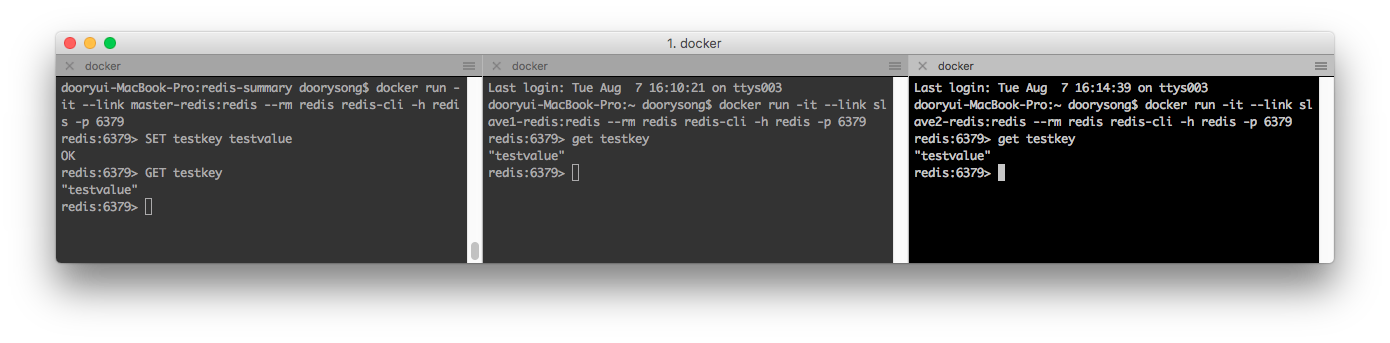 1. docker
docker
dooryui-MacBook-Pro:redis-summary doorysong$ docker run -
it --link master-redis:redis --rm redis redis-cli -h redi
s -p 6379
redis:6379> SET testkey testvalue
OK
redis:6379> GET testkey
"testvalue"
redis:6379>
docker
Last login: Tue Aug  7 16:10:21 on ttys003
dooryui-MacBook-Pro:~ doorysong$ docker run -it --link sl
ave1-redis:redis --rm redis redis-cli -h redis -p 6379
redis:6379> get testkey
"testvalue"
redis:6379>
docker
Last login: Tue Aug  7 16:14:39 on ttys003
dooryui-MacBook-Pro:~ doorysong$ docker run -it --link sl
ave2-redis:redis --rm redis redis-cli -h redis -p 6379
redis:6379> get testkey
"testvalue"
redis:6379>